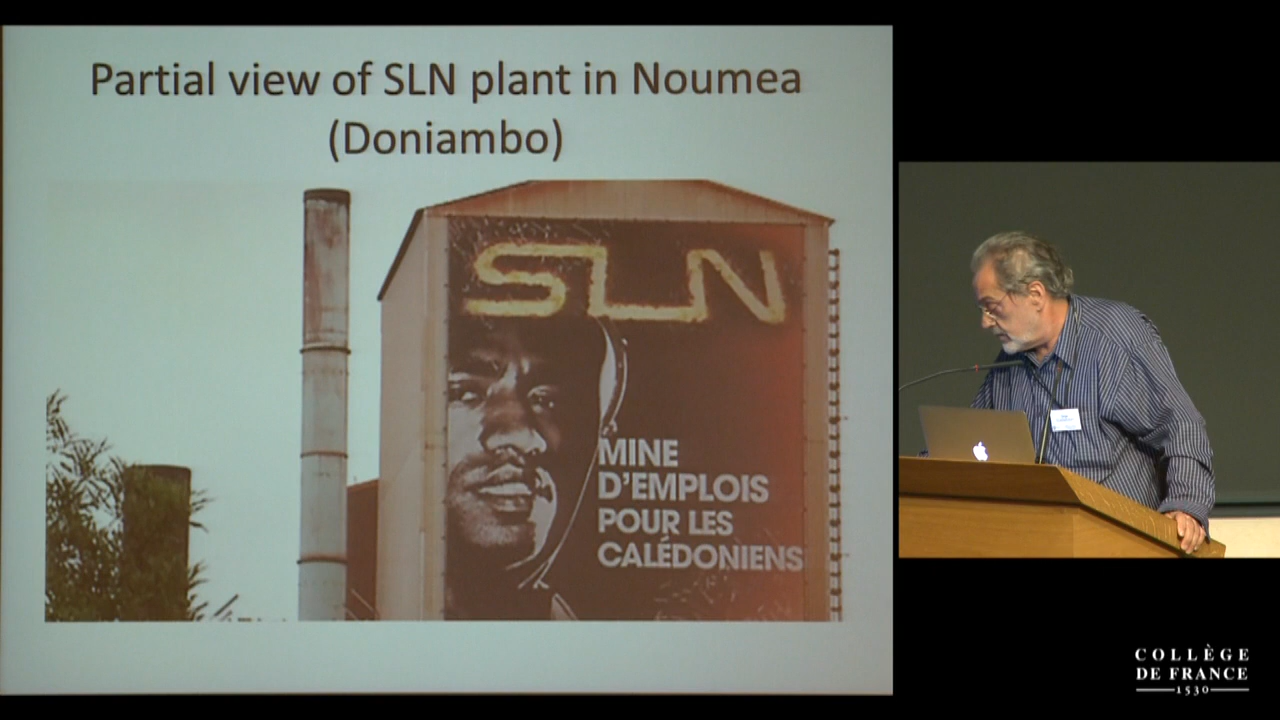 Partial view of SLN plant in Noumea
(Doniambo)
SLN
MINE
D'EMPLOIS
POUR LES
CALÉDONIENS
COLLÈGE
DE FRANCE
1530